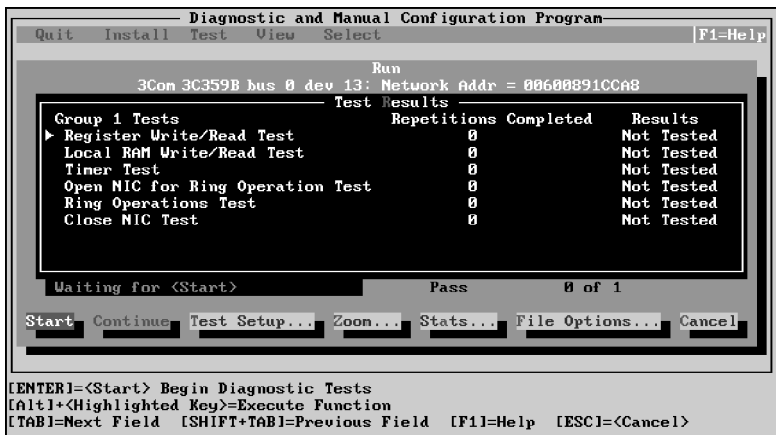 Diagnostic and Manual Configuration Program
Quit Install Test View Select F1=Help
Run
3Com 3C359B bus 0 dev 13: Network Addr = 00600891CCA8
Test Results
Group 1 Tests Repetitions Completed Results
Register Write/Read Test 0 Not Tested
Local RAM Write/Read Test 0 Not Tested
Timer Test 0 Not Tested
Open NIC for Ring Operation Test 0 Not Tested
Ring Operations Test 0 Not Tested
Close NIC Test 0 Not Tested
Waiting for <Start> Pass 0 of 1
Start Continue Test Setup... Zoom... Stats... File Options... Cancel
[ENTER]=<Start> Begin Diagnostic Tests
[Alt]+<Highlighted Key>=Execute Function
[TAB]=Next Field [SHIFT+TAB]=Previous Field [F1]=Help [ESC]=<Cancel>